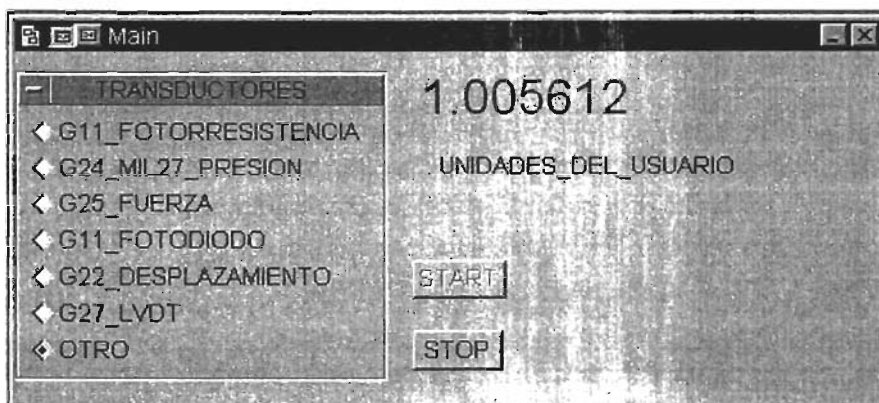 Main
TRANSDUCTORES
G11_FOTORRESISTENCIA
G24_MIL27_PRESION
G25_FUERZA
G11_FOTODIODO
G22_DESPLAZAMIENTO
G27_LVDT
OTRO
1.005612
UNIDADES_DEL_USUARIO
START
STOP